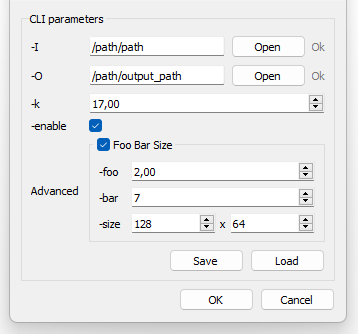 CLI parameters
-I /path/path Open Ok
-O /path/output_path Open Ok
-k 17,00
-enable
Foo Bar Size
-foo 2,00
Advanced -bar 7
-size 128 x 64
Save Load
OK Cancel